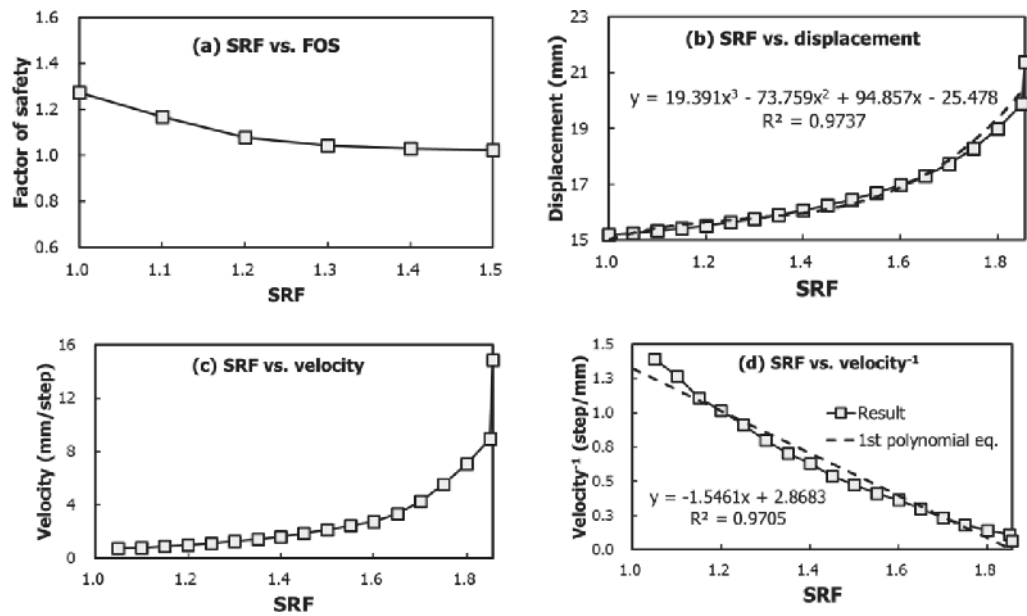 (a) SRF vs. FOS
Factor of safety
1.6
1.4
1.2
1.0
0.8
0.6
1.0 1.1 1.2 1.3 1.4 1.5
SRF
(b) SRF vs. displacement
Displacement (mm)
23
21
19
17
15
y = 19.391x³ - 73.759x² + 94.857x - 25.478
R² = 0.9737
1.0 1.2 1.4 1.6 1.8
SRF
(c) SRF vs. velocity
Velocity (mm/step)
16
12
8
4
0
1.0 1.2 1.4 1.6 1.8
SRF
(d) SRF vs. velocity⁻¹
Velocity⁻¹ (step/mm)
1.5
1.3
1.0
0.8
0.5
0.3
0.0
Result
1st polynomial eq.
y = -1.5461x + 2.8683
R² = 0.9705
1.0 1.2 1.4 1.6 1.8
SRF